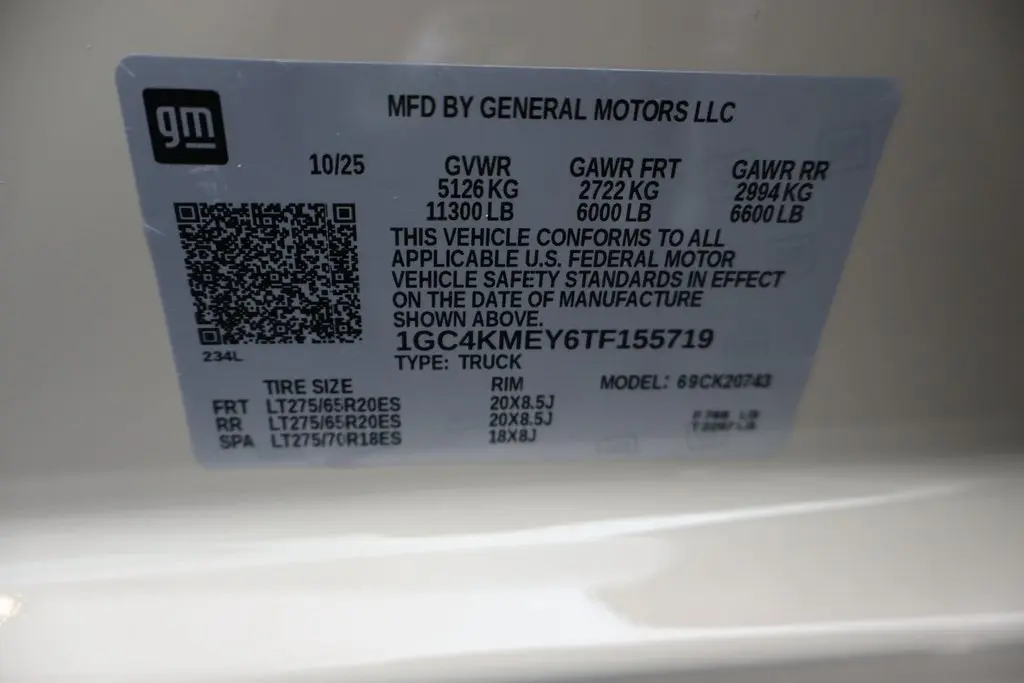 gm
MFD BY GENERAL MOTORS LLC
10/25 GVWR GAWR FRT GAWR RR
5126 KG 2722 KG 2994 KG
11300 LB 6000 LB 6600 LB
THIS VEHICLE CONFORMS TO ALL
APPLICABLE U.S. FEDERAL MOTOR
VEHICLE SAFETY STANDARDS IN EFFECT
ON THE DATE OF MANUFACTURE
SHOWN ABOVE.
1GC4KMEY6TF155719
234L
TYPE: TRUCK
TIRE SIZE RIM MODEL: 69CK20743
FRT LT275/65R20ES 20X8.5J
RR LT275/65R20ES 20X8.5J
SPA LT275/70R18ES 18X8J